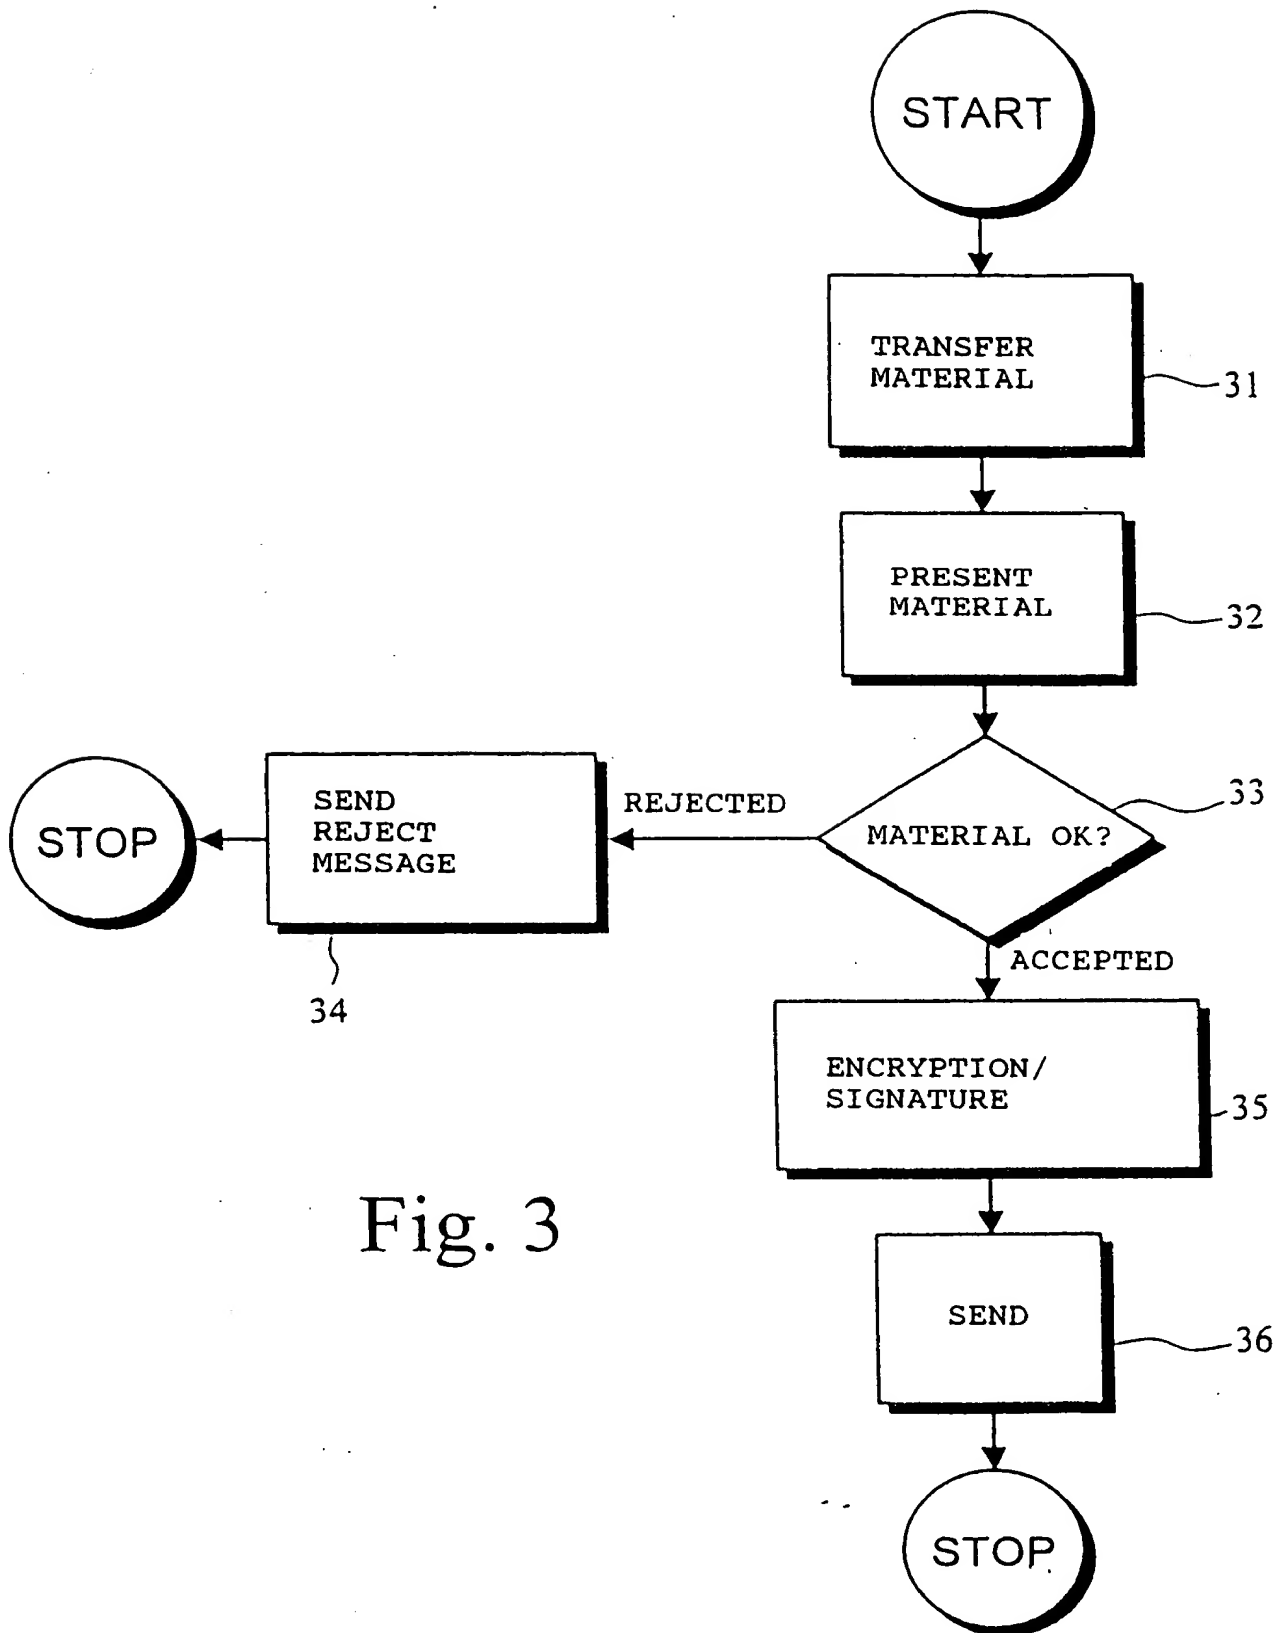 START
TRANSFER
MATERIAL
31
PRESENT
MATERIAL
32
MATERIAL OK?
33
REJECTED
SEND
REJECT
MESSAGE
34
STOP
ACCEPTED
ENCRYPTION/
SIGNATURE
35
SEND
36
STOP
Fig. 3